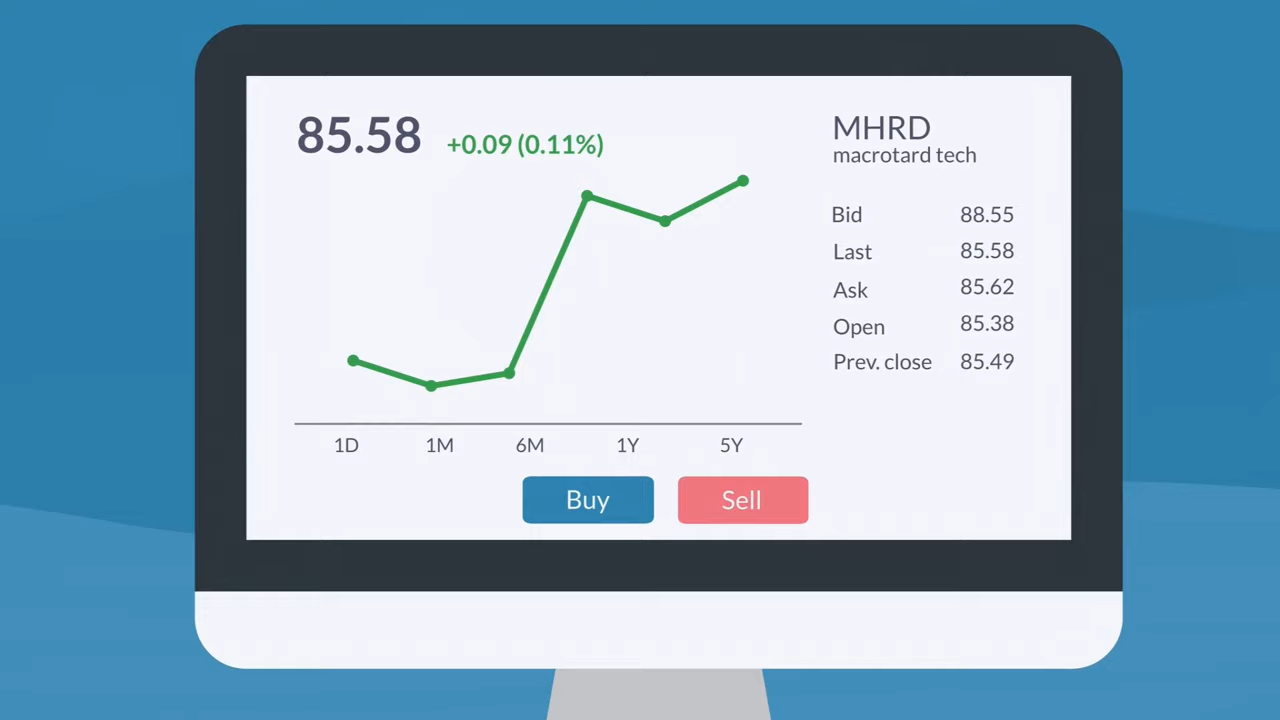 85.58 +0.09 (0.11%)
MHRD
macrotard tech
Bid 88.55
Last 85.58
Ask 85.62
Open 85.38
Prev. close 85.49
1D 1M 6M 1Y 5Y
Buy Sell